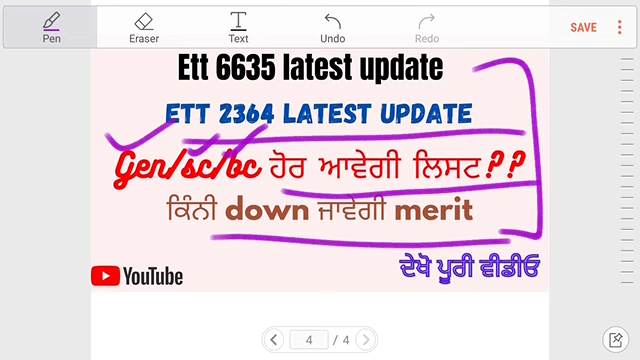 Pen Eraser Text Undo Redo SAVE
Ett 6635 latest update
ETT 2364 LATEST UPDATE
Gen/sc/bc ਹੋਰ ਆਵੇਗੀ ਲਿਸਟ??
ਕਿੰਨੀ down ਜਾਵੇਗੀ merit
YouTube
ਦੇਖੋ ਪੂਰੀ ਵੀਡੀਓ
4 / 4